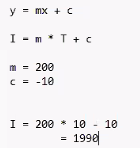 y = mx + c
I = m * T + c
m = 200
c = -10
I = 200 * 10 - 10
= 1990